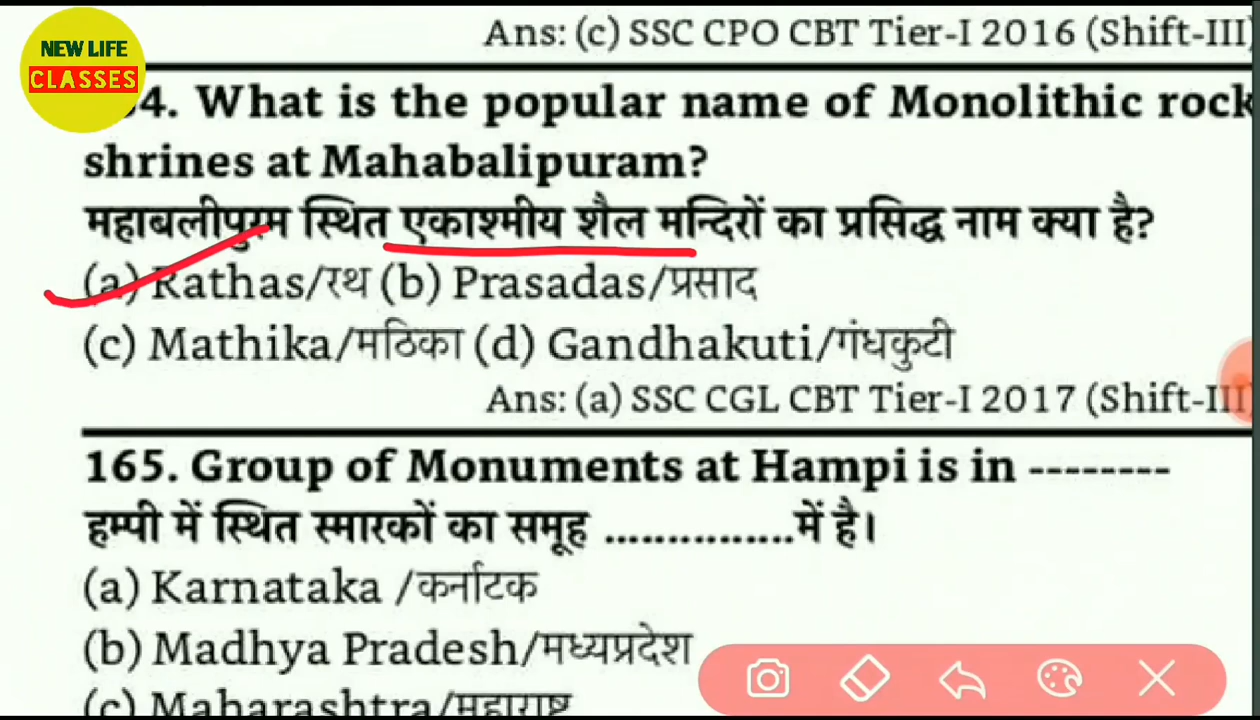 Ans: (c) SSC CPO CBT Tier-I 2016 (Shift-III)
NEW LIFE
CLASSES
4. What is the popular name of Monolithic rock
shrines at Mahabalipuram?
महाबलीपुरम स्थित एकाश्मीय शैल मन्दिरों का प्रसिद्ध नाम क्या है?
(a) Rathas/रथ (b) Prasadas/प्रसाद
(c) Mathika/मठिका (d) Gandhakuti/गंधकुटी
Ans: (a) SSC CGL CBT Tier-I 2017 (Shift-III
165. Group of Monuments at Hampi is in --------
हम्पी में स्थित स्मारकों का समूह ...............में है।
(a) Karnataka /कर्नाटक
(b) Madhya Pradesh/मध्यप्रदेश
(c) Maharashtra/महाराष्ट्र